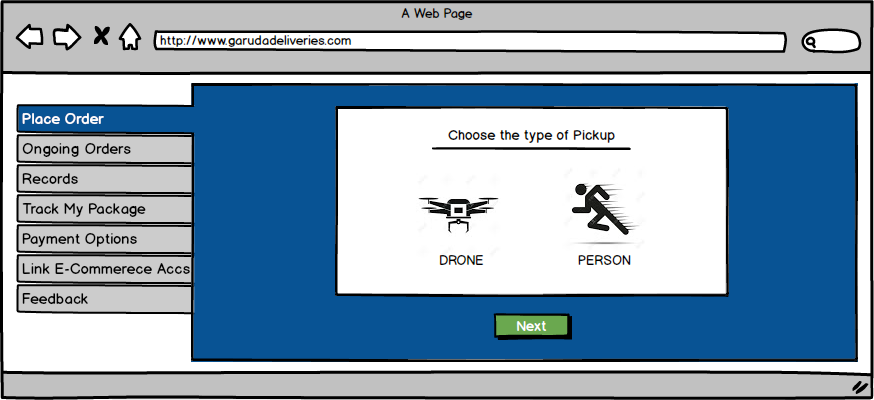 A Web Page
http://www.garudadeliveries.com
Place Order
Ongoing Orders
Records
Track My Package
Payment Options
Link E-Commerece Accs
Feedback
Choose the type of Pickup
DRONE
PERSON
Next